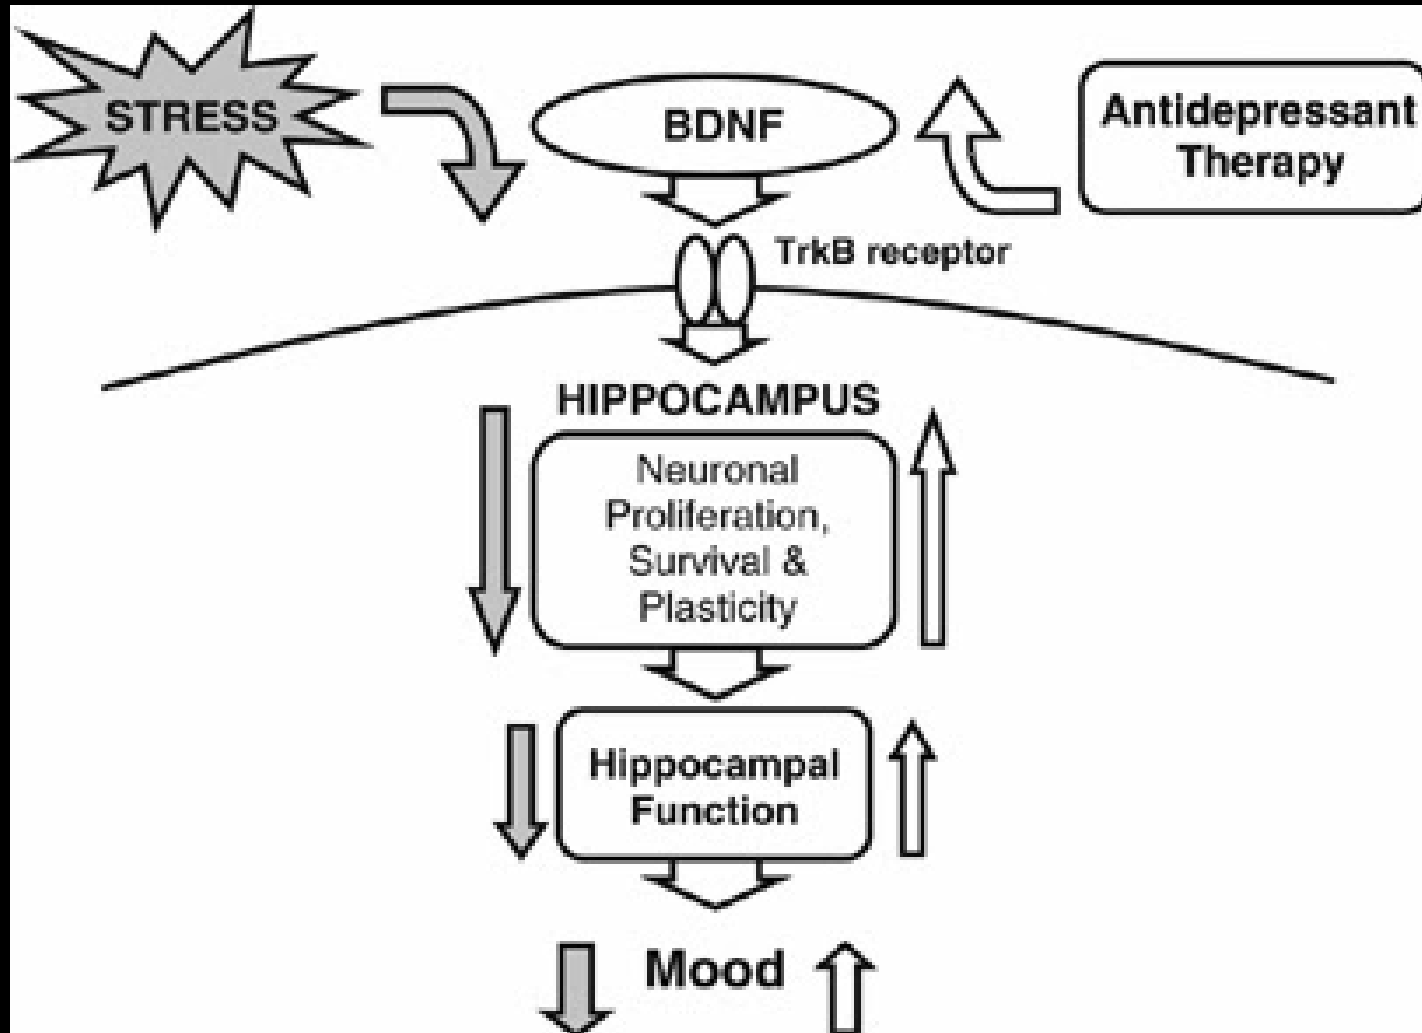 STRESS
BDNF
Antidepressant
Therapy
TrkB receptor
HIPPOCAMPUS
Neuronal
Proliferation,
Survival &
Plasticity
Hippocampal
Function
Mood